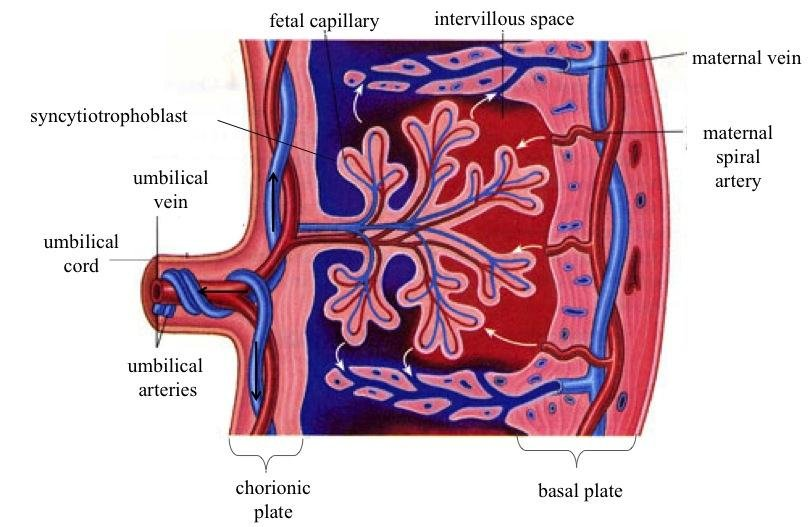 fetal capillary
intervillous space
maternal vein
syncytiotrophoblast
maternal
spiral
artery
umbilical
vein
umbilical
cord
umbilical
arteries
chorionic
plate
basal plate